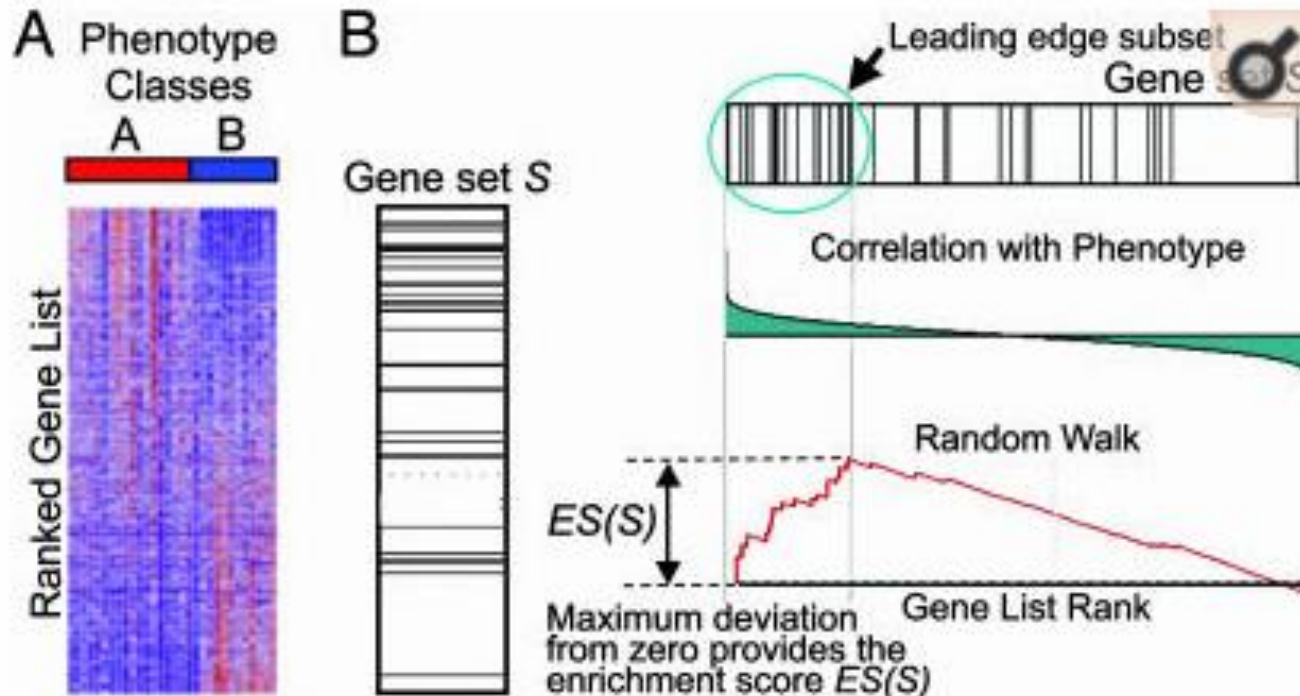 A
Phenotype
Classes
A B
Ranked Gene List
B
Gene set S
Leading edge subset
Gene set S
Correlation with Phenotype
Random Walk
ES(S)
Gene List Rank
Maximum deviation
from zero provides the
enrichment score ES(S)